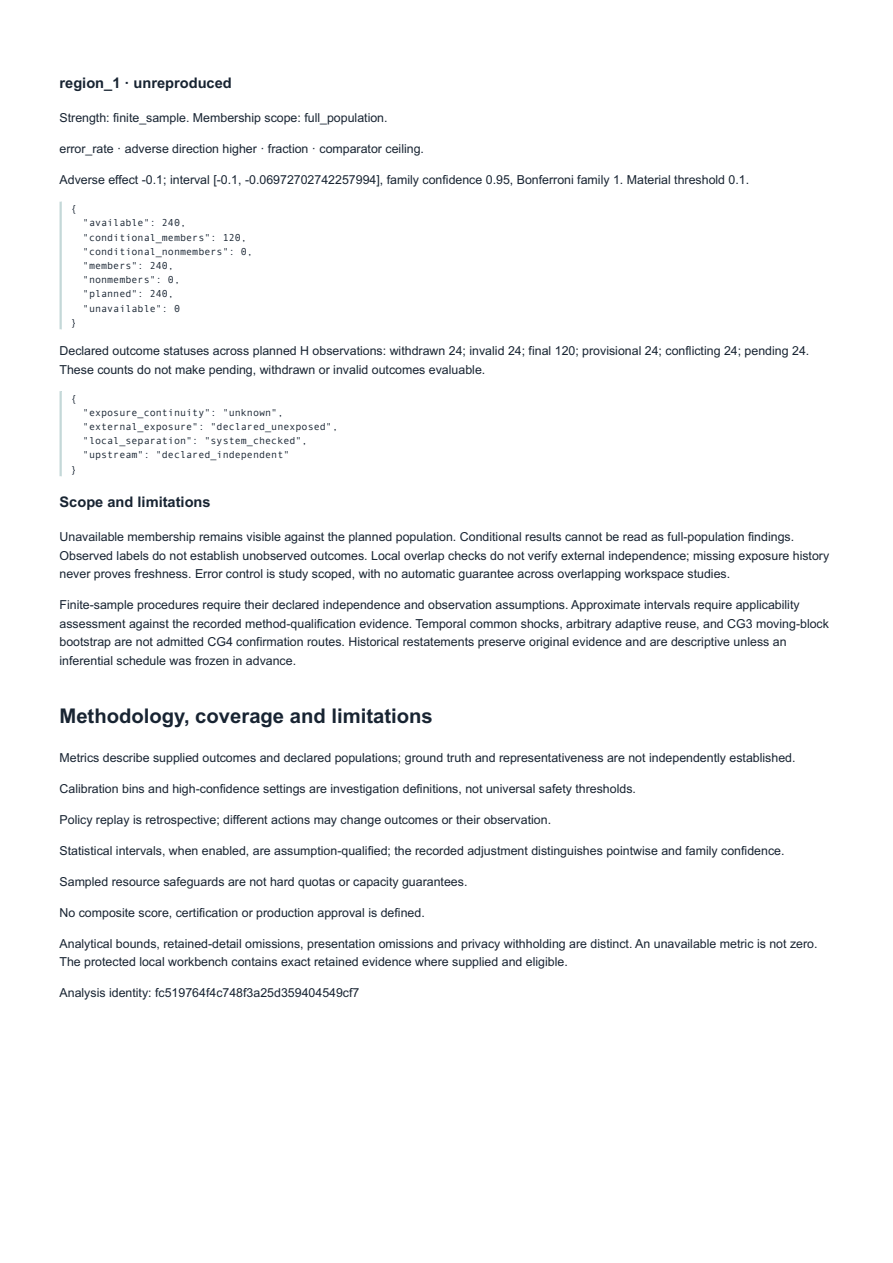 region_1 · unreproduced
Strength: finite_sample. Membership scope: full_population.
error_rate · adverse direction higher · fraction · comparator ceiling.
Adverse effect -0.1; interval [-0.1, -0.06972702742257994], family confidence 0.95, Bonferroni family 1. Material threshold 0.1.
{
  "available": 240,
  "conditional_members": 120,
  "conditional_nonmembers": 0,
  "members": 240,
  "nonmembers": 0,
  "planned": 240,
  "unavailable": 0
}
Declared outcome statuses across planned H observations: withdrawn 24; invalid 24; final 120; provisional 24; conflicting 24; pending 24.
These counts do not make pending, withdrawn or invalid outcomes evaluable.
{
  "exposure_continuity": "unknown",
  "external_exposure": "declared_unexposed",
  "local_separation": "system_checked",
  "upstream": "declared_independent"
}
Scope and limitations
Unavailable membership remains visible against the planned population. Conditional results cannot be read as full-population findings.
Observed labels do not establish unobserved outcomes. Local overlap checks do not verify external independence; missing exposure history
never proves freshness. Error control is study scoped, with no automatic guarantee across overlapping workspace studies.
Finite-sample procedures require their declared independence and observation assumptions. Approximate intervals require applicability
assessment against the recorded method-qualification evidence. Temporal common shocks, arbitrary adaptive reuse, and CG3 moving-block
bootstrap are not admitted CG4 confirmation routes. Historical restatements preserve original evidence and are descriptive unless an
inferential schedule was frozen in advance.
Methodology, coverage and limitations
Metrics describe supplied outcomes and declared populations; ground truth and representativeness are not independently established.
Calibration bins and high-confidence settings are investigation definitions, not universal safety thresholds.
Policy replay is retrospective; different actions may change outcomes or their observation.
Statistical intervals, when enabled, are assumption-qualified; the recorded adjustment distinguishes pointwise and family confidence.
Sampled resource safeguards are not hard quotas or capacity guarantees.
No composite score, certification or production approval is defined.
Analytical bounds, retained-detail omissions, presentation omissions and privacy withholding are distinct. An unavailable metric is not zero.
The protected local workbench contains exact retained evidence where supplied and eligible.
Analysis identity: fc519764f4c748f3a25d359404549cf7